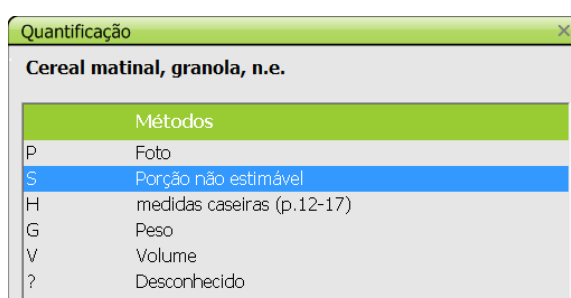 Quantificação
Cereal matinal, granola, n.e.
Métodos
P Foto
S Porção não estimável
H medidas caseiras (p.12-17)
G Peso
V Volume
? Desconhecido